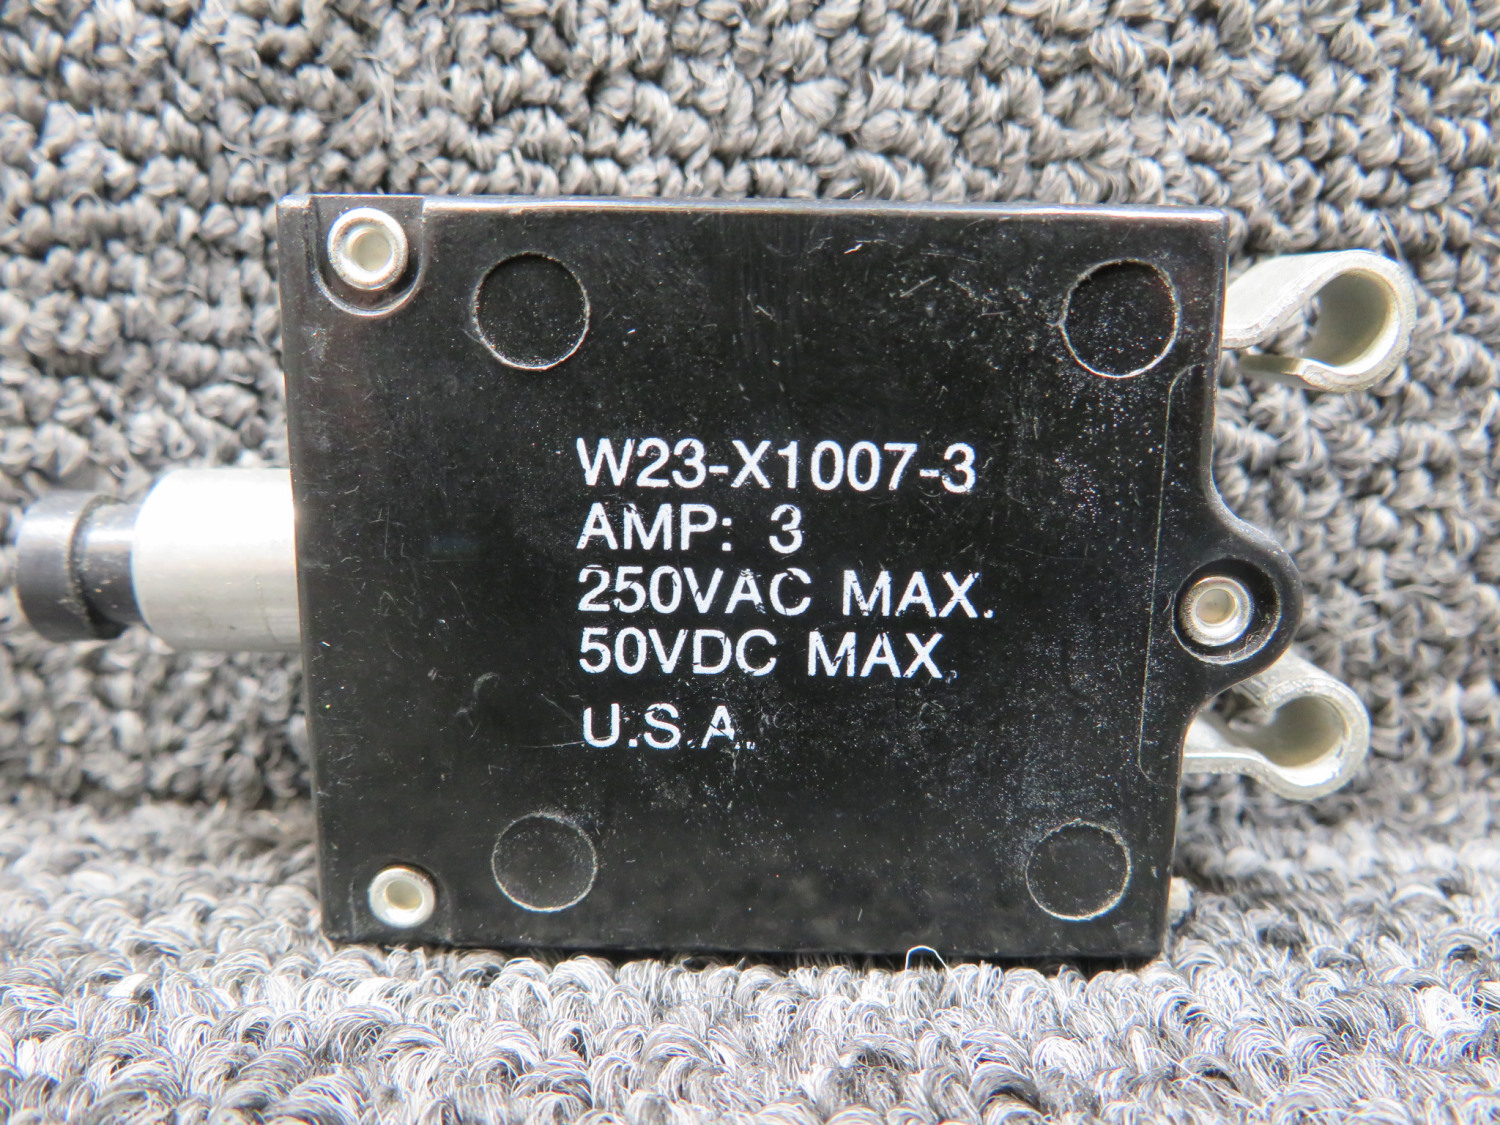 W23-X1007-3
AMP: 3
250VAC MAX.
50VDC MAX.
U.S.A.